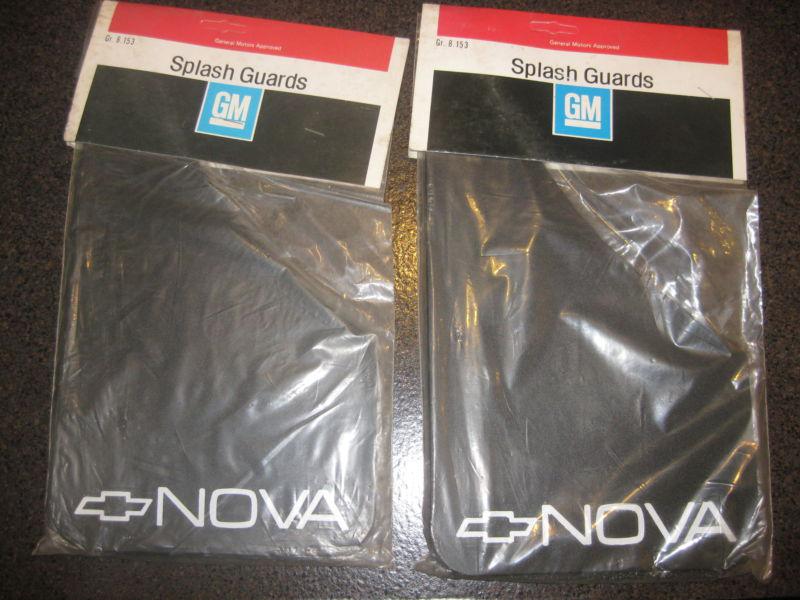 Gr. 8.153
General Motors Approved
Splash Guards
GM
NOVA
Gr. 8.153
General Motors Approved
Splash Guards
GM
NOVA